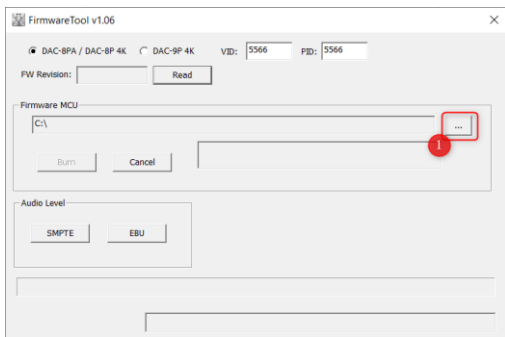 FirmwareTool v1.06
DAC-8PA / DAC-8P 4K DAC-9P 4K VID: 5566 PID: 5566
FW Revision: Read
Firmware MCU
C:\
...
1
Burn Cancel
Audio Level
SMPTE EBU